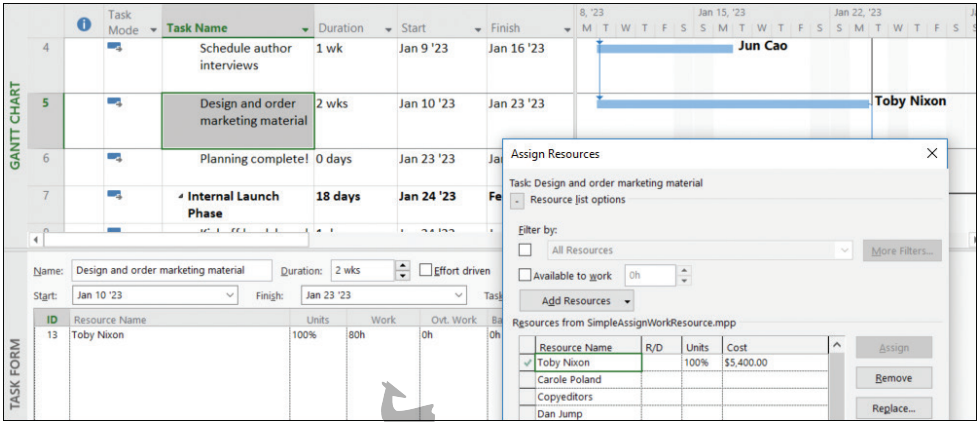 Task Mode Task Name Duration Start Finish
8, '23 Jan 15, '23 Jan 22, '23
M T W T F S S M T W T F S S M T W T F S S
GANTT CHART
4 Schedule author interviews 1 wk Jan 9 '23 Jan 16 '23 Jun Cao
5 Design and order marketing material 2 wks Jan 10 '23 Jan 23 '23 Toby Nixon
6 Planning complete! 0 days Jan 23 '23 Ja
7 Internal Launch Phase 18 days Jan 24 '23 Fe
TASK FORM
Name: Design and order marketing material Duration: 2 wks Effort driven
Start: Jan 10 '23 Finish: Jan 23 '23 Task
ID Resource Name Units Work Ovt. Work Ba
13 Toby Nixon 100% 80h 0h 0h
Assign Resources
Task: Design and order marketing material
- Resource list options
Filter by:
All Resources More Filters...
Available to work 0h
Add Resources
Resources from SimpleAssignWorkResource.mpp
Resource Name R/D Units Cost Assign
Toby Nixon 100% $5,400.00
Carole Poland Remove
Copyeditors
Dan Jump Replace...